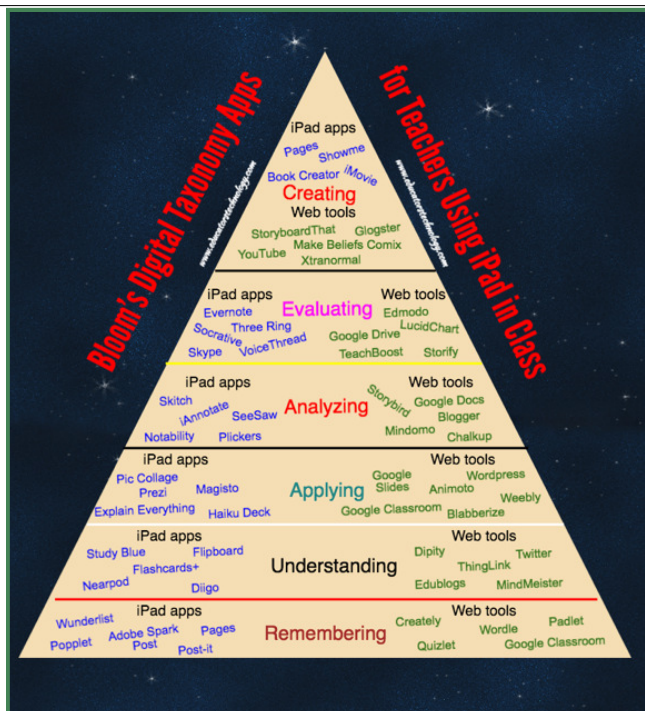 Bloom's Digital Taxonomy Apps
for Teachers Using iPad in Class
www.educatorstechnology.com
www.educatorstechnology.com
iPad apps
Pages
Showme
Book Creator
iMovie
Creating
Web tools
StoryboardThat
Glogster
YouTube
Make Beliefs Comix
Xtranormal
iPad apps
Evernote
Three Ring
Socrative
Skype
VoiceThread
Evaluating
Web tools
Edmodo
LucidChart
Google Drive
TeachBoost
Storify
iPad apps
Skitch
iAnnotate
SeeSaw
Notability
Plickers
Analyzing
Web tools
Storybird
Google Docs
Blogger
Mindomo
Chalkup
iPad apps
Pic Collage
Prezi
Magisto
Explain Everything
Haiku Deck
Applying
Web tools
Google
Slides
Wordpress
Animoto
Weebly
Google Classroom
Blabberize
iPad apps
Study Blue
Flipboard
Flashcards+
Nearpod
Diigo
Understanding
Web tools
Dipity
Twitter
ThingLink
Edublogs
MindMeister
iPad apps
Wunderlist
Adobe Spark
Post
Pages
Popplet
Post-it
Remembering
Web tools
Creately
Wordle
Padlet
Quizlet
Google Classroom